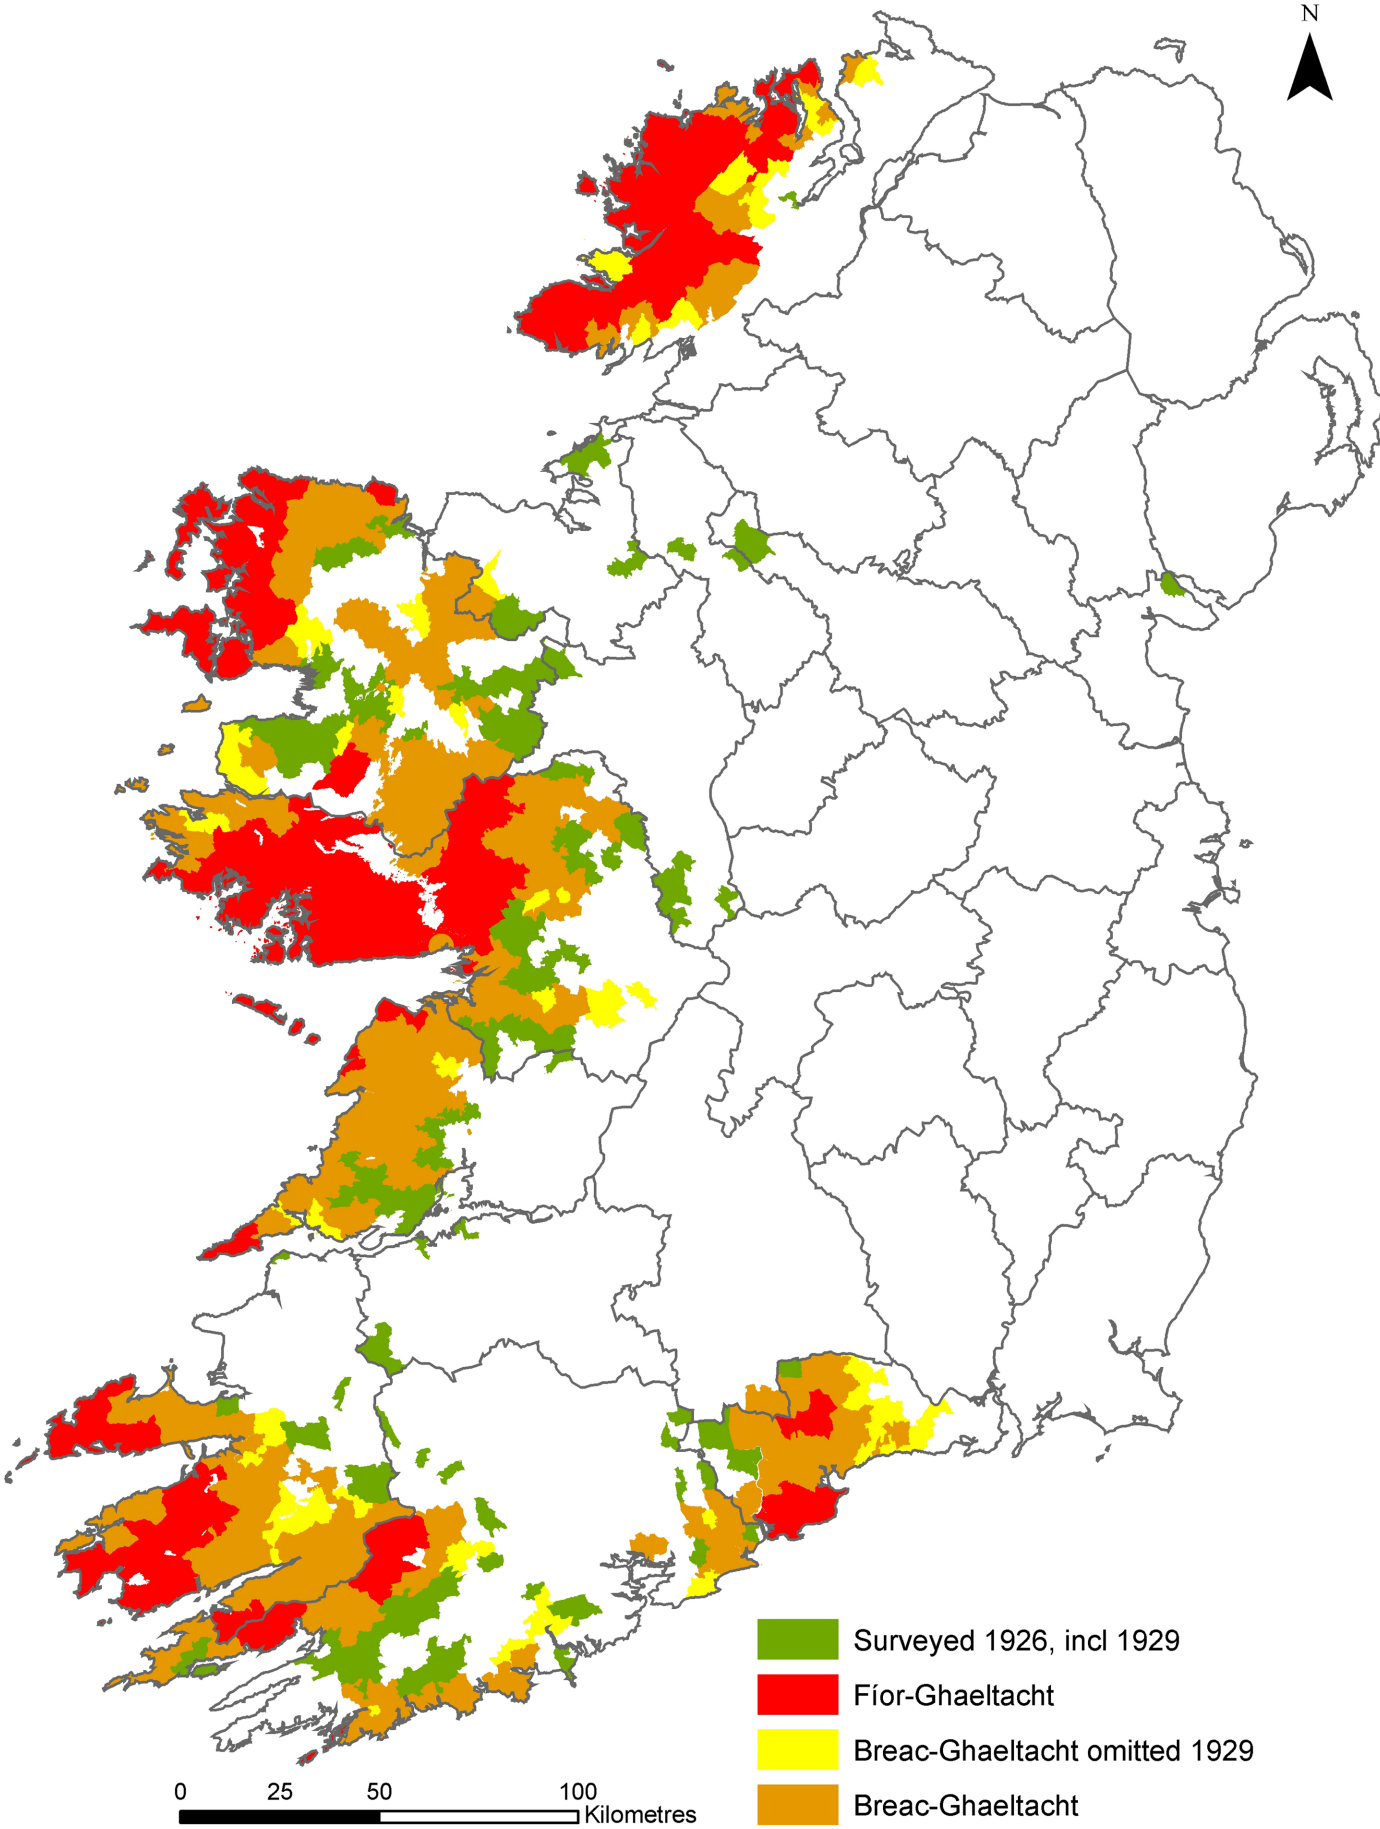 N
Surveyed 1926, incl 1929
Fíor-Ghaeltacht
Breac-Ghaeltacht omitted 1929
Breac-Ghaeltacht
0 25 50 100
Kilometres